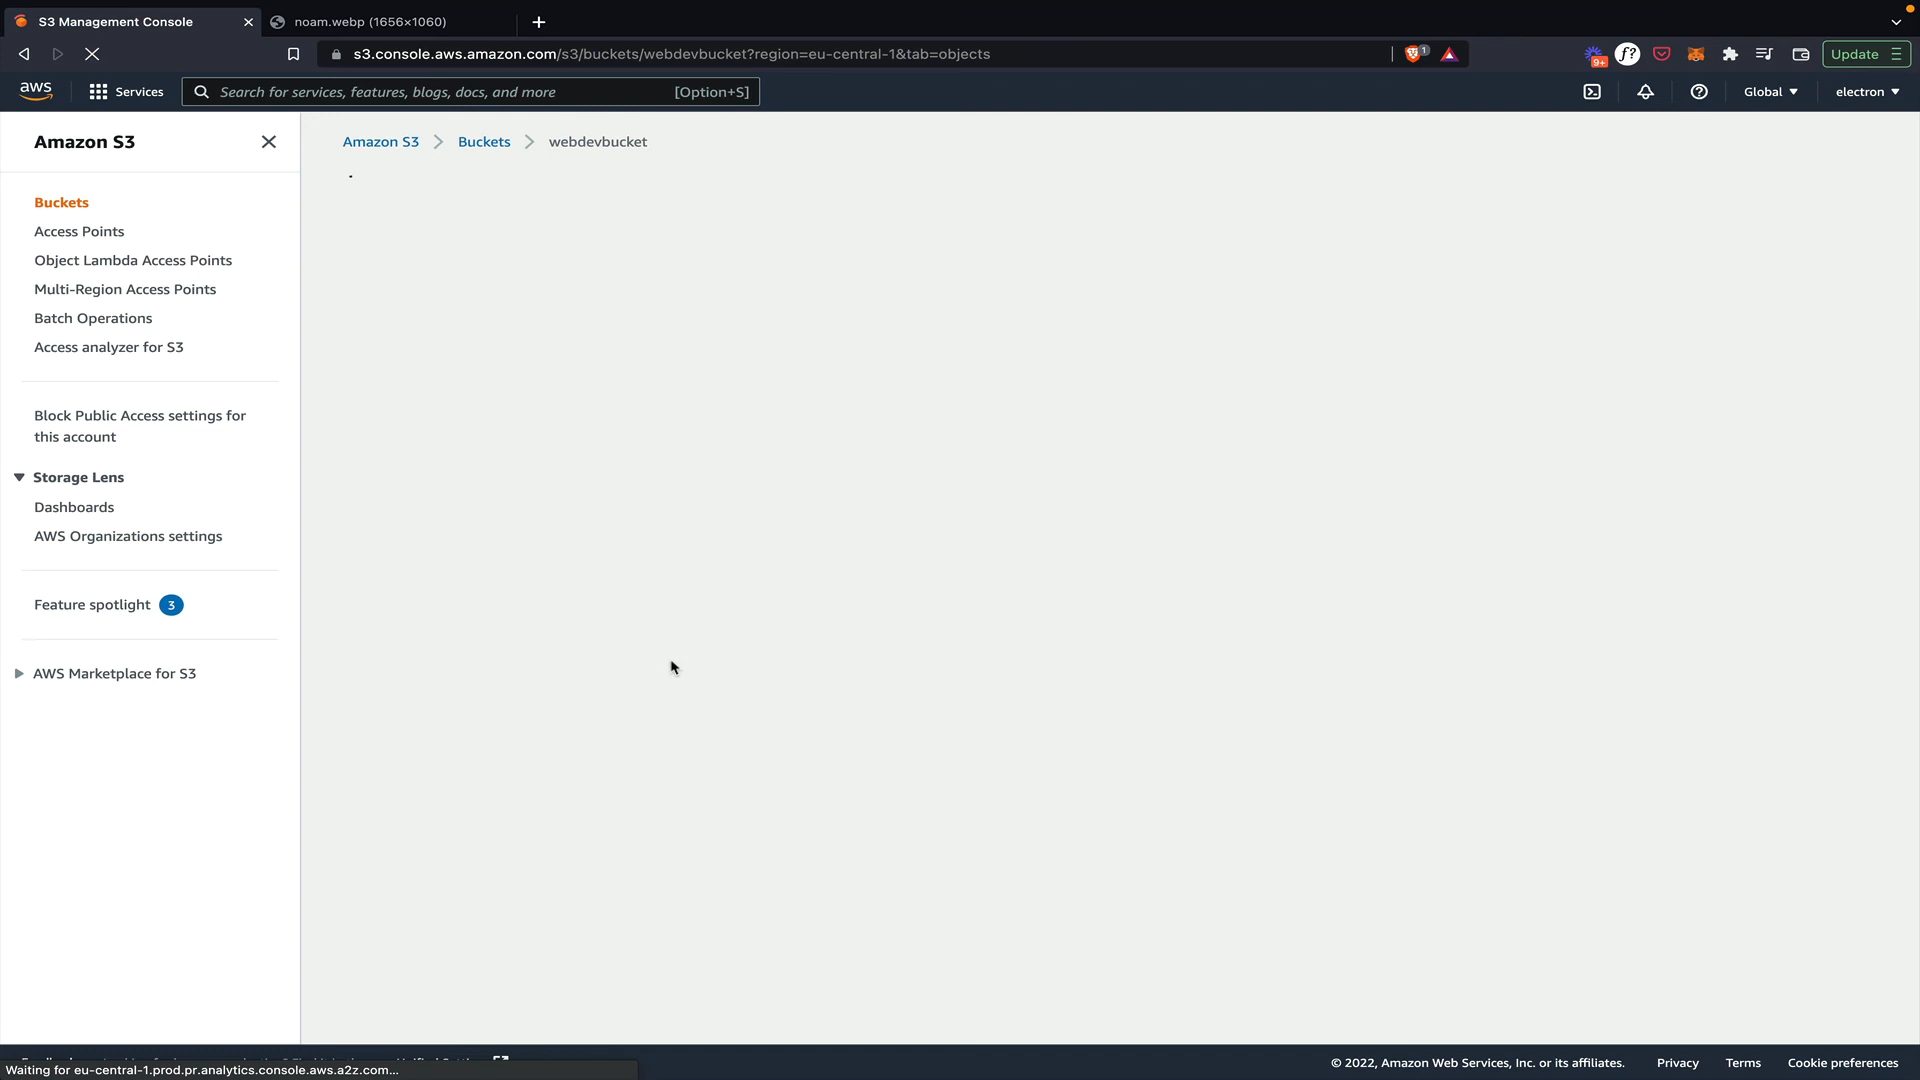 S3 Management Console
noam.webp (1656×1060)
s3.console.aws.amazon.com/s3/buckets/webdevbucket?region=eu-central-1&tab=objects
1
9+
f?
Update
aws
Services
Search for services, features, blogs, docs, and more
[Option+S]
Global
electron
Amazon S3
Buckets
Access Points
Object Lambda Access Points
Multi-Region Access Points
Batch Operations
Access analyzer for S3
Block Public Access settings for
this account
Storage Lens
Dashboards
AWS Organizations settings
Feature spotlight 3
AWS Marketplace for S3
Amazon S3
Buckets
webdevbucket
Waiting for eu-central-1.prod.pr.analytics.console.aws.a2z.com...
© 2022, Amazon Web Services, Inc. or its affiliates.
Privacy
Terms
Cookie preferences